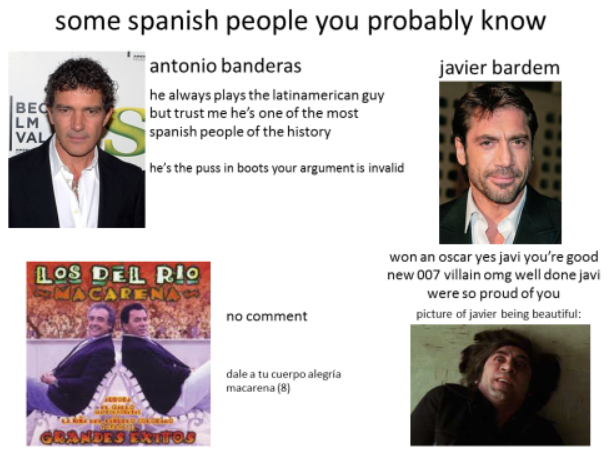 some spanish people you probably know
antonio banderas
he always plays the latinamerican guy
but trust me he's one of the most
spanish people of the history
he's the puss in boots your argument is invalid
BEC
LM
VAL
S
javier bardem
won an oscar yes javi you're good
new 007 villain omg well done javi
were so proud of you
picture of javier being beautiful:
LOS DEL RIO
MACARENA
GRANDES EXITOS
no comment
dale a tu cuerpo alegría
macarena (8)